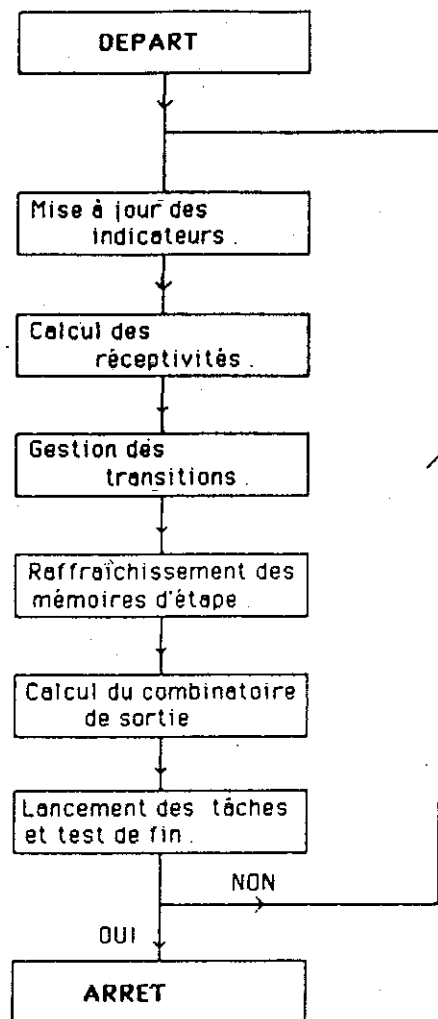 DEPART
Mise à jour des
indicateurs.
Calcul des
réceptivités.
Gestion des
transitions.
Raffraîchissement des
mémoires d'étape
Calcul du combinatoire
de sortie
Lancement des tâches
et test de fin.
NON
OUI
ARRET